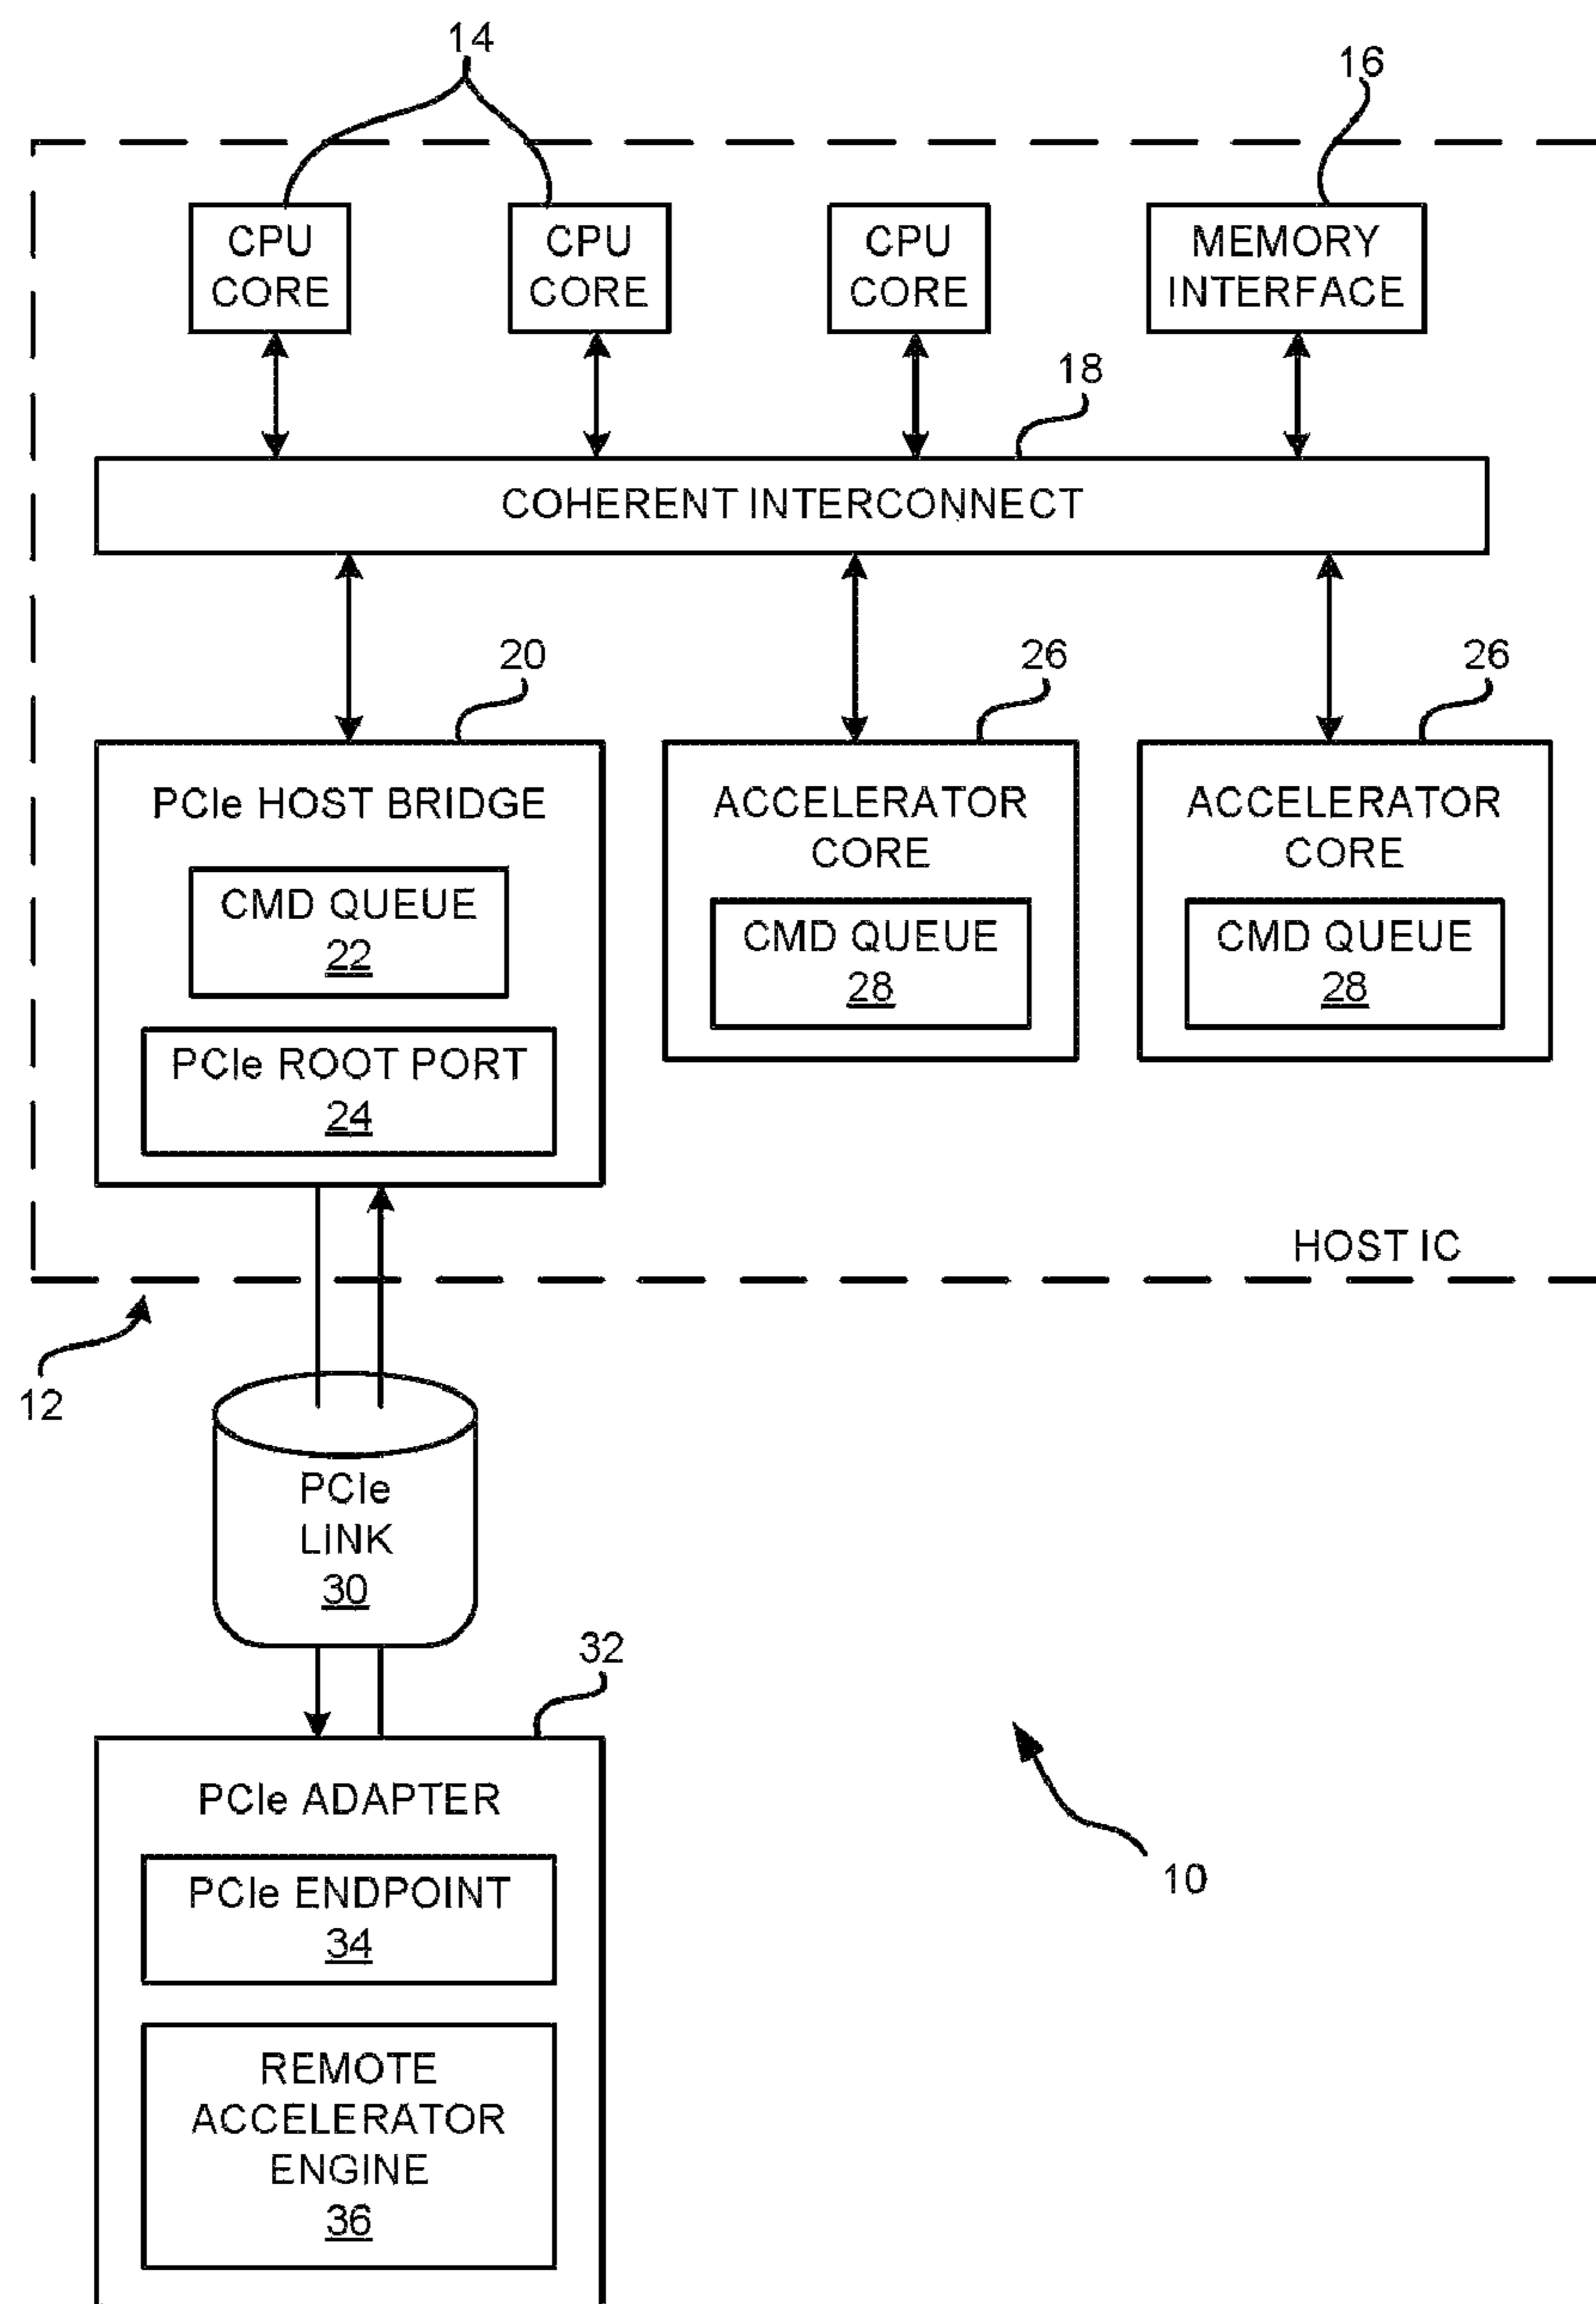 14
16
CPU
CORE
CPU
CORE
CPU
CORE
MEMORY
INTERFACE
18
COHERENT INTERCONNECT
20
26
26
PCIe HOST BRIDGE
CMD QUEUE
22
PCIe ROOT PORT
24
ACCELERATOR
CORE
CMD QUEUE
28
ACCELERATOR
CORE
CMD QUEUE
28
HOST IC
12
PCIe
LINK
30
32
PCIe ADAPTER
PCIe ENDPOINT
34
REMOTE
ACCELERATOR
ENGINE
36
10